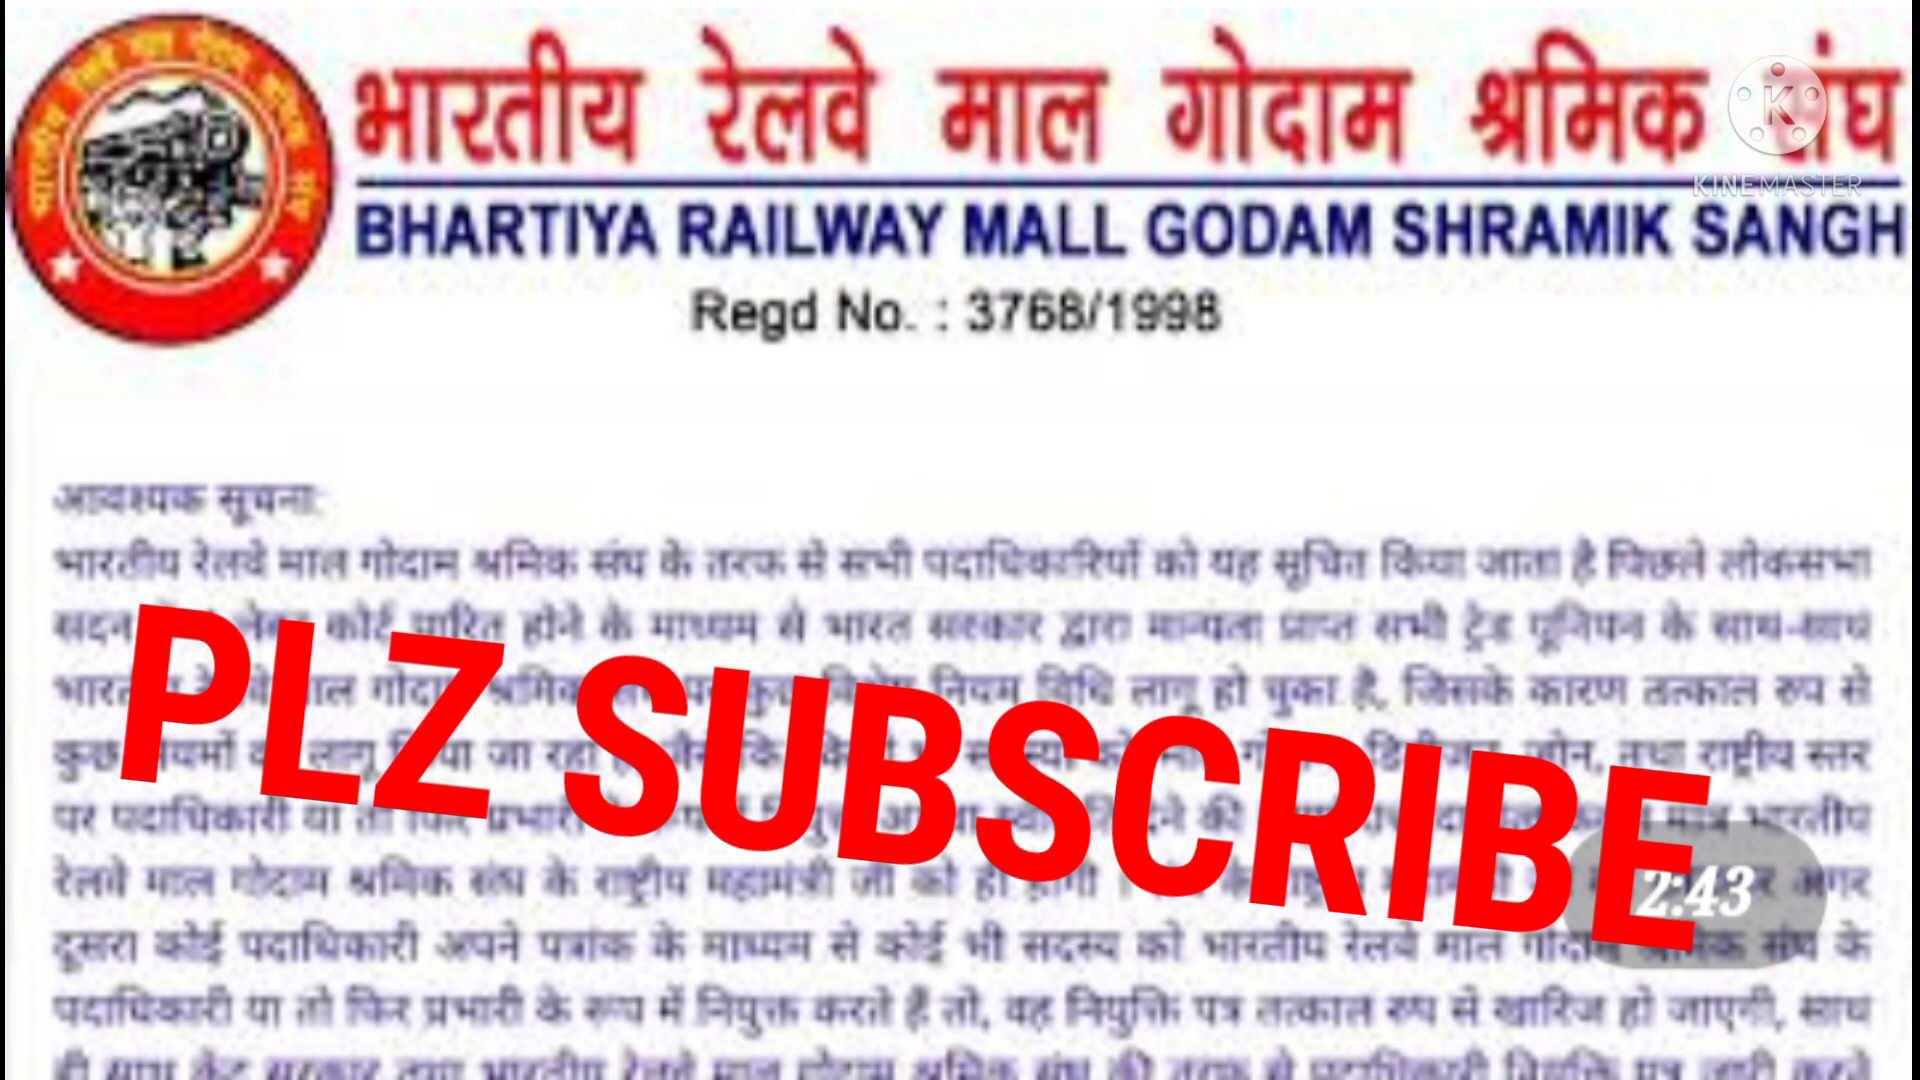 भारतीय रेलवे माल गोदाम श्रमिक संघ
KINEMASTER
BHARTIYA RAILWAY MALL GODAM SHRAMIK SANGH
Regd No. : 3768/1998
आवश्यक सूचना:
भारतीय रेलवे माल गोदाम श्रमिक संघ के तरफ से सभी पदाधिकारियों को यह सूचित किया जाता है पिछले लोकसभा
सदन कोर्ट पारित होने के माध्यम से भारत सरकार द्वारा मान्यता प्राप्त सभी ट्रेड यूनियन के साथ-साथ
माल गोदाम श्रमिक नियम विधि लागू हो चुका है, जिसके कारण तत्काल रुप से
कुछ लागू जा रहा तथा राष्ट्रीय स्तर
पर पदाधिकारी या तो फिर की मात्र भारतीय
रेलवे माल गोदाम श्रमिक संघ के राष्ट्रीय महामंत्री जी को ही होगी अगर
दूसरा कोई पदाधिकारी अपने पत्रांक के माध्यम से कोई भी सदस्य को भारतीय रेलवे माल गोदाम श्रमिक संघ के
पदाधिकारी या तो फिर प्रभारी के रूप में नियुक्त करते हैं तो, वह नियुक्ति पत्र तत्काल रुप से खारिज हो जाएगी, साथ
PLZ SUBSCRIBE
2:43